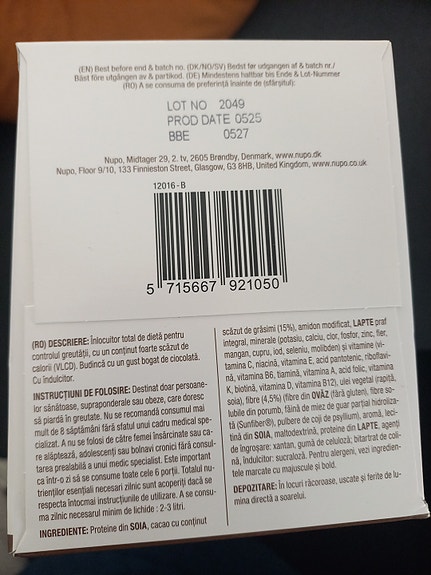 (EN) Best before end & batch no. (DK/NO/SV) Bedst før udgangen af & batch nr./
Bäst före utgången av & partikod. (DE) Mindestens haltbar bis Ende & Lot-Nummer
(RO) A se consuma de preferință înainte de (sfârșitul):
LOT NO 2049
PROD DATE 0525
BBE 0527
Nupo, Midtager 29, 2. tv, 2605 Brøndby, Denmark, www.nupo.dk
Nupo, Floor 9/10, 133 Finnieston Street, Glasgow, G3 8HB, United Kingdom, www.nupo.co.uk
12016-B
5 715667 921050
(RO) DESCRIERE: Înlocuitor total de dietă pentru
controlul greutății, cu un conținut foarte scăzut de
calorii (VLCD). Budincă cu un gust bogat de ciocolată.
Cu îndulcitor.
INSTRUCȚIUNI DE FOLOSIRE: Destinat doar persoane-
lor sănătoase, supraponderale sau obeze, care doresc
să piardă în greutate. Nu se recomandă consumul mai
mult de 8 săptămâni fără sfatul unui cadru medical spe-
cializat. A nu se folosi de către femei însărcinate sau ca-
re alăptează, adolescenți sau bolnavi cronici fără consul-
tarea prealabilă a unui medic specialist. Este important
ca într-o zi să se consume toate cele 6 porții. Totalul nu-
trienților esențiali necesari zilnic sunt acoperiți dacă se
respecta întocmai instrucțiunile de utilizare. A se consu-
ma zilnic necesarul minim de lichide : 2-3 litri.
INGREDIENTE: Proteine din SOIA, cacao cu conținut
scăzut de grăsimi (15%), amidon modificat, LAPTE praf
integral, minerale (potasiu, calciu, clor, fosfor, zinc, fier,
mangan, cupru, iod, seleniu, molibden) și vitamine (vi-
tamina C, niacină, vitamina E, acid pantotenic, riboflavi-
nă, vitamina B6, tiamină, vitamina A, acid folic, vitamina
K, biotină, vitamina D, vitamina B12), ulei vegetal (rapiță,
soia), fibre (4,5%) (fibre din OVĂZ (fără gluten), fibre so-
lubile din porumb, făină de miez de guar parțial hidroliza-
tă (Sunfiber®), pulbere de coji de psyllium), aromă, leci-
tină din SOIA, maltodextrină, proteine din LAPTE, agenți
de îngroșare: xantan, gumă de celuloză; bitartrat de coli-
nă, îndulcitor: sucraloză. Pentru alergeni, vezi ingredien-
tele marcate cu majuscule și bold.
DEPOZITARE: În locuri răcoroase, uscate și ferite de lu-
mina directă a soarelui.